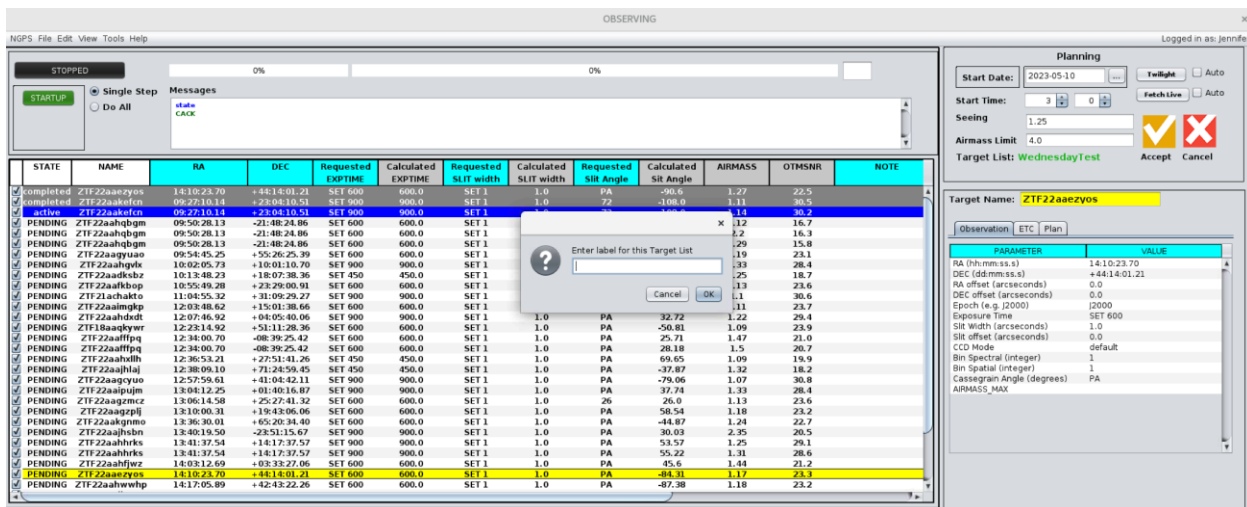 OBSERVING
NGPS File Edit View Tools Help
Logged in as: Jennife
STOPPED 0% 0%
STARTUP
Single Step
Do All
Messages
state
CACK
STATE NAME RA DEC Requested EXPTIME Calculated EXPTIME Requested SLIT width Calculated SLIT width Requested Slit Angle Calculated Sit Angle AIRMASS OTMSNR NOTE
completed ZTF22aaezyos 14:10:23.70 +44:14:01.21 SET 600 600.0 SET 1 1.0 PA -90.6 1.27 22.5
completed ZTF22aakefcn 09:27:10.14 +23:04:10.51 SET 900 900.0 SET 1 1.0 72 -108.0 1.11 30.5
active ZTF22aakefcn 09:27:10.14 +23:04:10.51 SET 900 900.0 SET 1 .14 30.2
PENDING ZTF22aahqbgm 09:50:28.13 -21:48:24.86 SET 600 600.0 SET 1 .12 16.7
PENDING ZTF22aahqbgm 09:50:28.13 -21:48:24.86 SET 600 600.0 SET 1 2.2 16.3
PENDING ZTF22aahqbgm 09:50:28.13 -21:48:24.86 SET 600 600.0 SET 1 .29 15.8
PENDING ZTF22aagyuao 09:54:45.25 +55:26:25.39 SET 600 600.0 SET 1 .19 23.1
PENDING ZTF22aahgvlx 10:02:05.73 +10:01:10.70 SET 900 900.0 SET 1 .33 28.4
PENDING ZTF22aadksbz 10:13:48.23 +18:07:38.36 SET 450 450.0 SET 1 .25 18.7
PENDING ZTF22aafkbop 10:55:49.28 +23:29:00.91 SET 600 600.0 SET 1 .13 23.6
PENDING ZTF21achakto 11:04:55.32 +31:09:29.27 SET 900 900.0 SET 1 .1 30.6
PENDING ZTF22aaimgkp 12:03:48.62 +15:01:38.66 SET 600 600.0 SET 1 .11 23.7
PENDING ZTF22aahdxdt 12:07:46.92 +04:05:40.06 SET 900 900.0 SET 1 1.0 PA 32.72 1.22 29.4
PENDING ZTF18aaqkywr 12:23:14.92 +51:11:28.36 SET 600 600.0 SET 1 1.0 PA -50.81 1.09 23.9
PENDING ZTF22aafffpq 12:34:00.70 -08:39:25.42 SET 600 600.0 SET 1 1.0 PA 25.71 1.47 21.0
PENDING ZTF22aafffpq 12:34:00.70 -08:39:25.42 SET 600 600.0 SET 1 1.0 PA 28.18 1.5 20.7
PENDING ZTF22aahxllh 12:36:53.21 +27:51:41.26 SET 450 450.0 SET 1 1.0 PA 69.65 1.09 19.9
PENDING ZTF22aajhlaj 12:38:09.10 +71:24:59.45 SET 450 450.0 SET 1 1.0 PA -37.87 1.32 18.2
PENDING ZTF22aagcyuo 12:57:59.61 +41:04:42.11 SET 900 900.0 SET 1 1.0 PA -79.06 1.07 30.8
PENDING ZTF22aaipujm 13:04:12.25 +01:40:16.87 SET 900 900.0 SET 1 1.0 PA 37.74 1.33 28.4
PENDING ZTF22aagzmcz 13:06:14.58 +25:27:41.32 SET 600 600.0 SET 1 1.0 26 26.0 1.13 23.6
PENDING ZTF22aagzplj 13:10:00.31 +19:43:06.06 SET 600 600.0 SET 1 1.0 PA 58.54 1.18 23.2
PENDING ZTF22aakgnmo 13:36:30.01 +65:20:34.40 SET 600 600.0 SET 1 1.0 PA -44.87 1.24 22.7
PENDING ZTF22aajhsbn 13:40:19.50 -23:51:15.67 SET 900 900.0 SET 1 1.0 PA 30.03 2.35 20.5
PENDING ZTF22aahhrks 13:41:37.54 +14:17:37.57 SET 900 900.0 SET 1 1.0 PA 53.57 1.25 29.1
PENDING ZTF22aahhrks 13:41:37.54 +14:17:37.57 SET 900 900.0 SET 1 1.0 PA 55.22 1.31 28.6
PENDING ZTF22aahfjwz 14:03:12.69 +03:33:27.06 SET 600 600.0 SET 1 1.0 PA 45.6 1.44 21.2
PENDING ZTF22aaezyos 14:10:23.70 +44:14:01.21 SET 600 600.0 SET 1 1.0 PA -84.31 1.17 23.3
PENDING ZTF22aahwwhp 14:17:05.89 +42:43:22.26 SET 600 600.0 SET 1 1.0 PA -87.38 1.18 23.2
Enter label for this Target List
Cancel OK
Planning
Start Date: 2023-05-10 ... Twilight Auto
Start Time: 3 0 Fetch Live Auto
Seeing 1.25
Airmass Limit 4.0
Target List: WednesdayTest Accept Cancel
Target Name: ZTF22aaezyos
Observation ETC Plan
PARAMETER VALUE
RA (hh:mm:ss.s) 14:10:23.70
DEC (dd:mm:ss.s) +44:14:01.21
RA offset (arcseconds) 0.0
DEC offset (arcseconds) 0.0
Epoch (e.g. J2000) J2000
Exposure Time SET 600
Slit Width (arcseconds) 1.0
Slit offset (arcseconds) 0.0
CCD Mode default
Bin Spectral (integer) 1
Bin Spatial (integer) 1
Cassegrain Angle (degrees) PA
AIRMASS_MAX